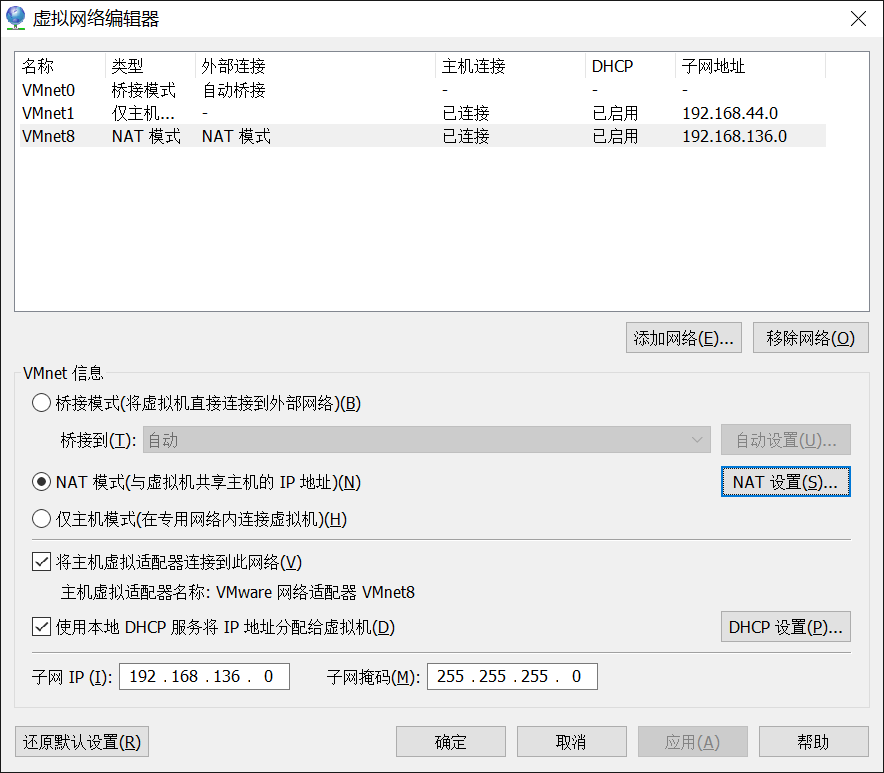 虚拟网络编辑器
名称 类型 外部连接 主机连接 DHCP 子网地址
VMnet0 桥接模式 自动桥接 - - -
VMnet1 仅主机... - 已连接 已启用 192.168.44.0
VMnet8 NAT 模式 NAT 模式 已连接 已启用 192.168.136.0
添加网络(E)... 移除网络(O)
VMnet 信息
桥接模式(将虚拟机直接连接到外部网络)(B)
桥接到(T): 自动 自动设置(U)...
NAT 模式(与虚拟机共享主机的 IP 地址)(N) NAT 设置(S)...
仅主机模式(在专用网络内连接虚拟机)(H)
将主机虚拟适配器连接到此网络(V)
主机虚拟适配器名称: VMware 网络适配器 VMnet8
使用本地 DHCP 服务将 IP 地址分配给虚拟机(D) DHCP 设置(P)...
子网 IP (I): 192 . 168 . 136 . 0 子网掩码(M): 255 . 255 . 255 . 0
还原默认设置(R) 确定 取消 应用(A) 帮助